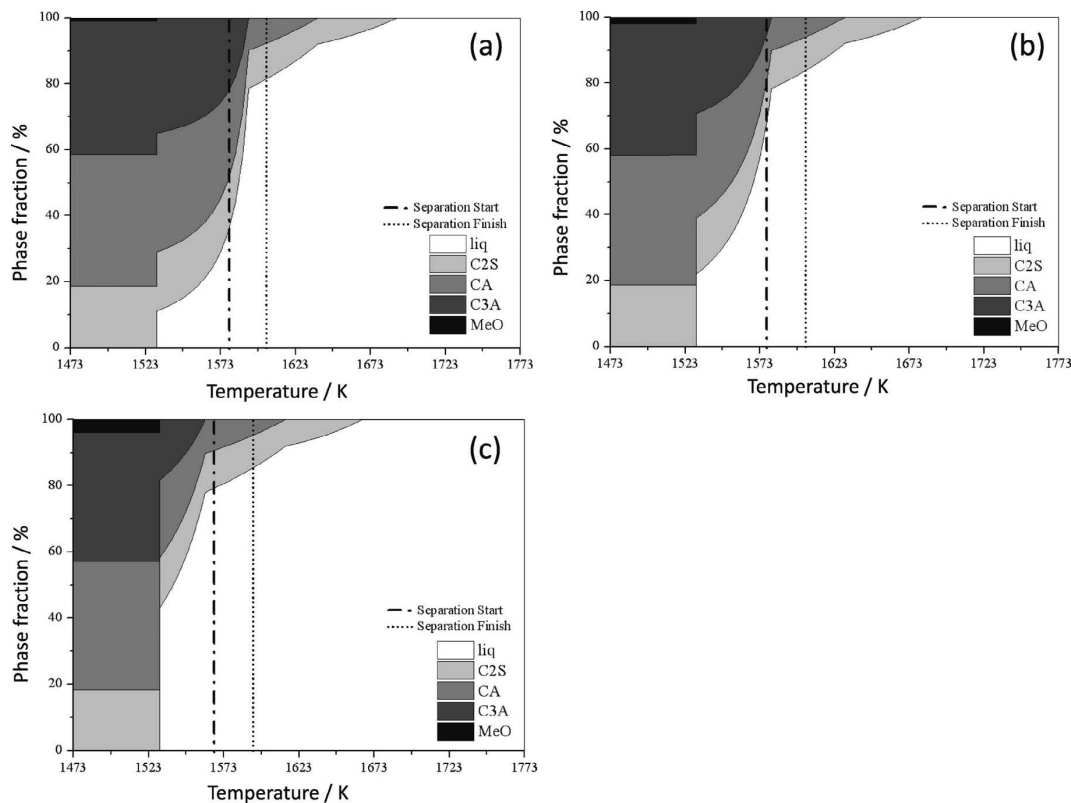 (a)
Phase fraction / %
100
80
60
40
20
0
Separation Start
Separation Finish
liq
C2S
CA
C3A
MeO
1473 1523 1573 1623 1673 1723 1773
Temperature / K
(b)
Phase fraction / %
100
80
60
40
20
0
Separation Start
Separation Finish
liq
C2S
CA
C3A
MeO
1473 1523 1573 1623 1673 1723 1773
Temperature / K
(c)
Phase fraction / %
100
80
60
40
20
0
Separation Start
Separation Finish
liq
C2S
CA
C3A
MeO
1473 1523 1573 1623 1673 1723 1773
Temperature / K